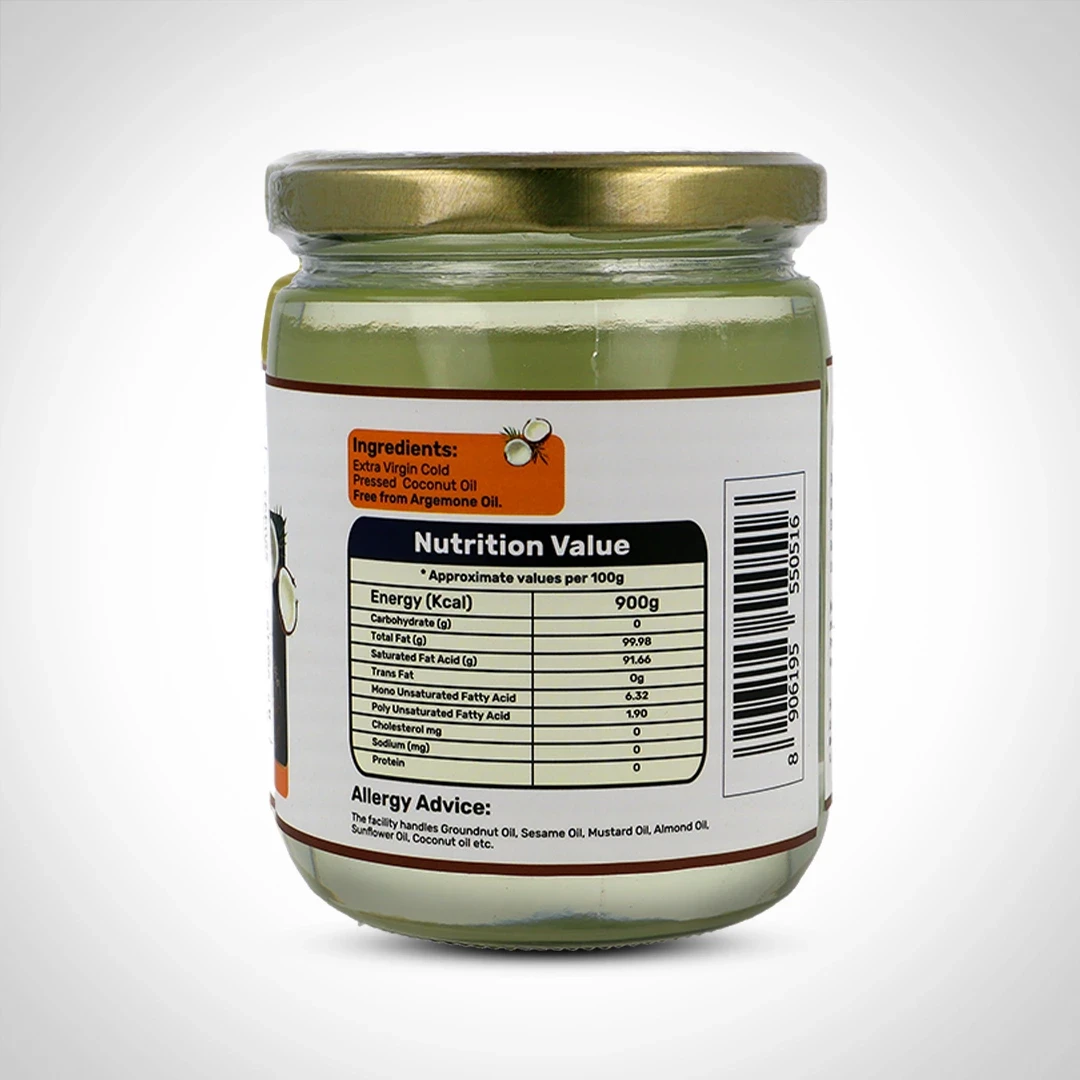 Ingredients:
Extra Virgin Cold
Pressed Coconut Oil
Free from Argemone Oil.
Nutrition Value
* Approximate values per 100g
Energy (Kcal) 900g
Carbohydrate (g) 0
Total Fat (g) 99.98
Saturated Fat Acid (g) 91.66
Trans Fat 0g
Mono Unsaturated Fatty Acid 6.32
Poly Unsaturated Fatty Acid 1.90
Cholesterol mg 0
Sodium (mg) 0
Protein 0
Allergy Advice:
The facility handles Groundnut Oil, Sesame Oil, Mustard Oil, Almond Oil,
Sunflower Oil, Coconut oil etc.
8 906195 550516